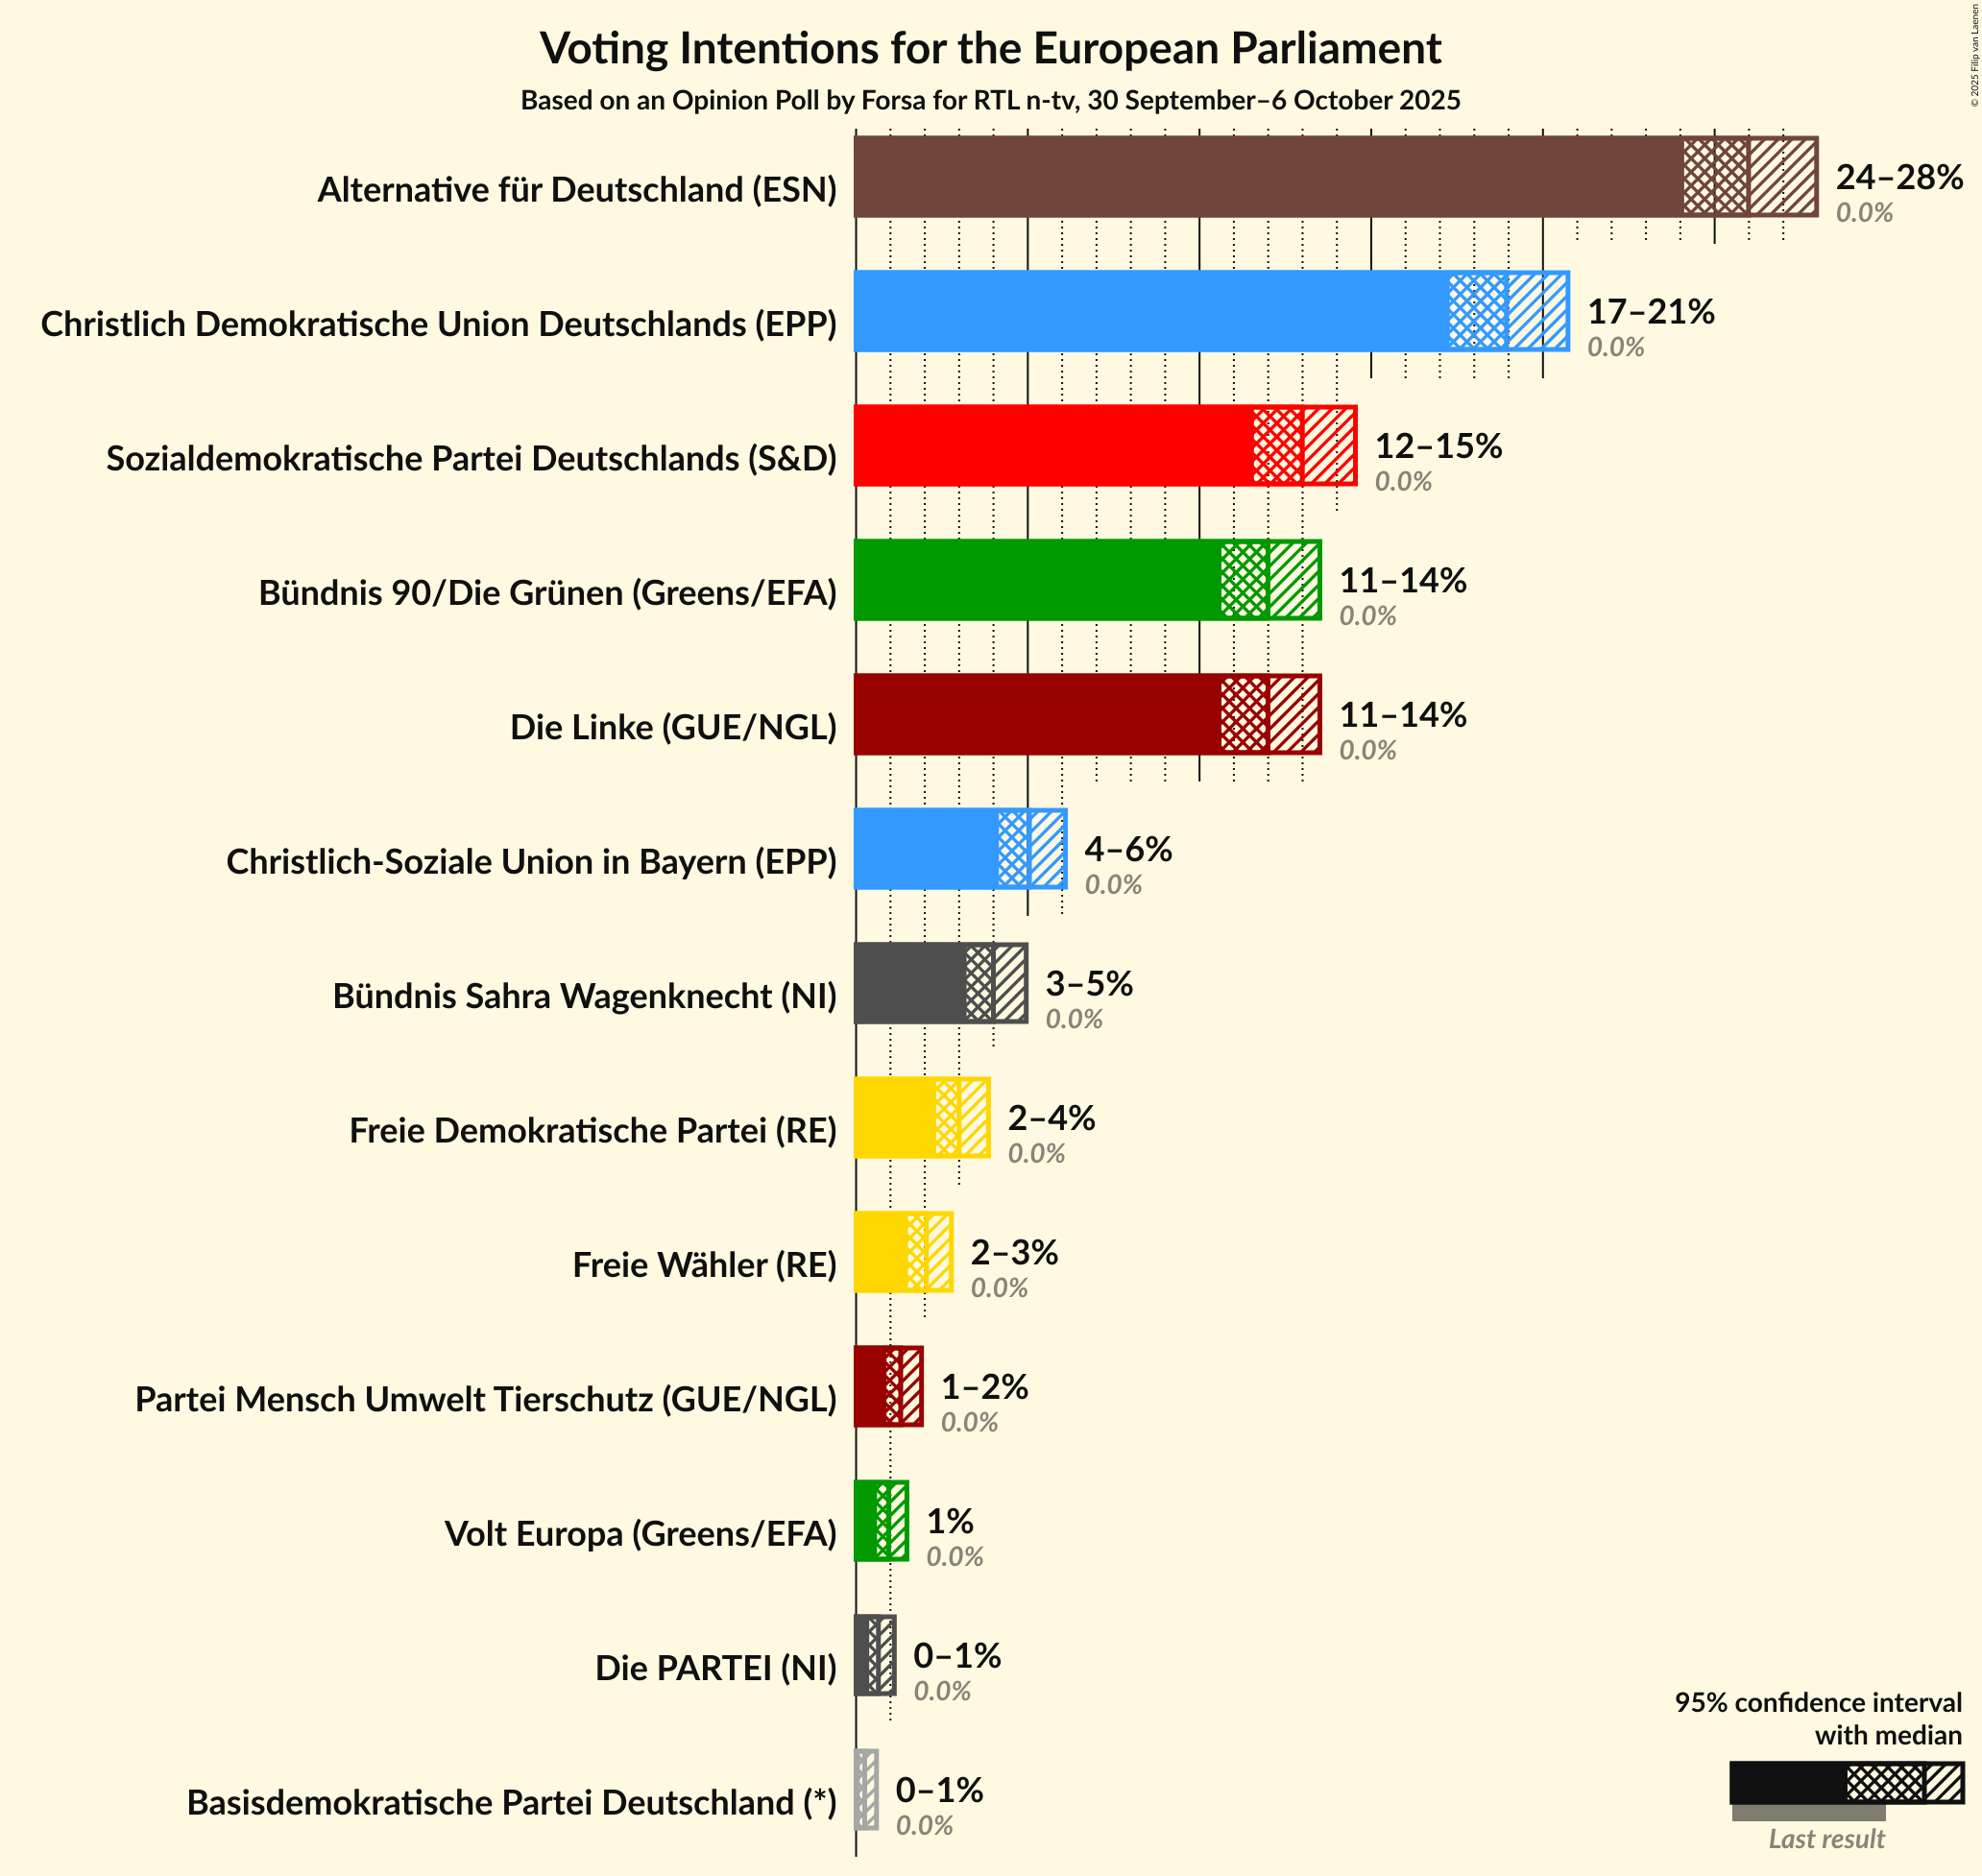 Voting Intentions for the European Parliament
Based on an Opinion Poll by Forsa for RTL n-tv, 30 September–6 October 2025
© 2025 Filip van Laenen
Alternative für Deutschland (ESN)
24–28%
0.0%
Christlich Demokratische Union Deutschlands (EPP)
17–21%
0.0%
Sozialdemokratische Partei Deutschlands (S&D)
12–15%
0.0%
Bündnis 90/Die Grünen (Greens/EFA)
11–14%
0.0%
Die Linke (GUE/NGL)
11–14%
0.0%
Christlich-Soziale Union in Bayern (EPP)
4–6%
0.0%
Bündnis Sahra Wagenknecht (NI)
3–5%
0.0%
Freie Demokratische Partei (RE)
2–4%
0.0%
Freie Wähler (RE)
2–3%
0.0%
Partei Mensch Umwelt Tierschutz (GUE/NGL)
1–2%
0.0%
Volt Europa (Greens/EFA)
1%
0.0%
Die PARTEI (NI)
0–1%
0.0%
Basisdemokratische Partei Deutschland (*)
0–1%
0.0%
95% confidence interval
with median
Last result